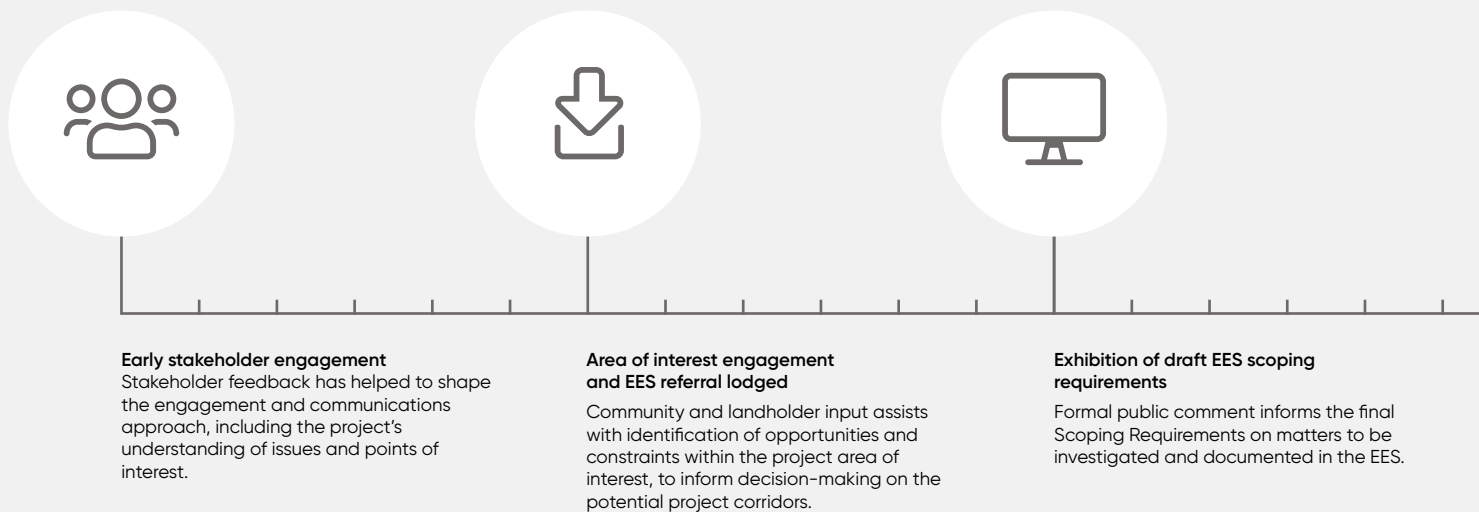 Early stakeholder engagement
Stakeholder feedback has helped to shape
the engagement and communications
approach, including the project’s
understanding of issues and points of
interest.
Area of interest engagement
and EES referral lodged
Community and landholder input assists
with identification of opportunities and
constraints within the project area of
interest, to inform decision-making on the
potential project corridors.
Exhibition of draft EES scoping
requirements
Formal public comment informs the final
Scoping Requirements on matters to be
investigated and documented in the EES.